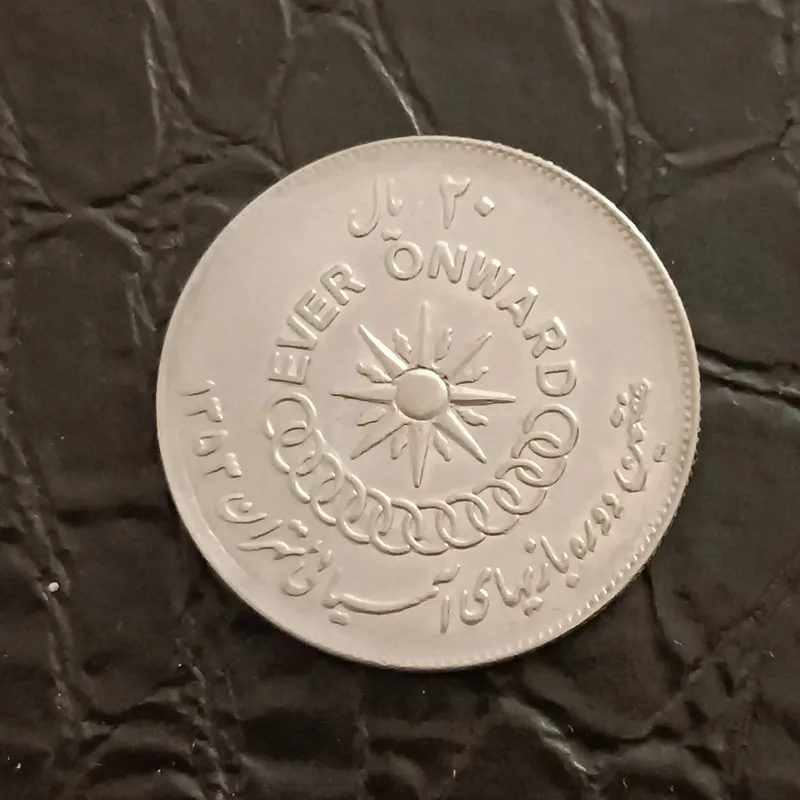 ۲۰ ریال
EVER ONWARD
هفتمین دوره بازیهای آسیائی تهران ۱۳۵۳